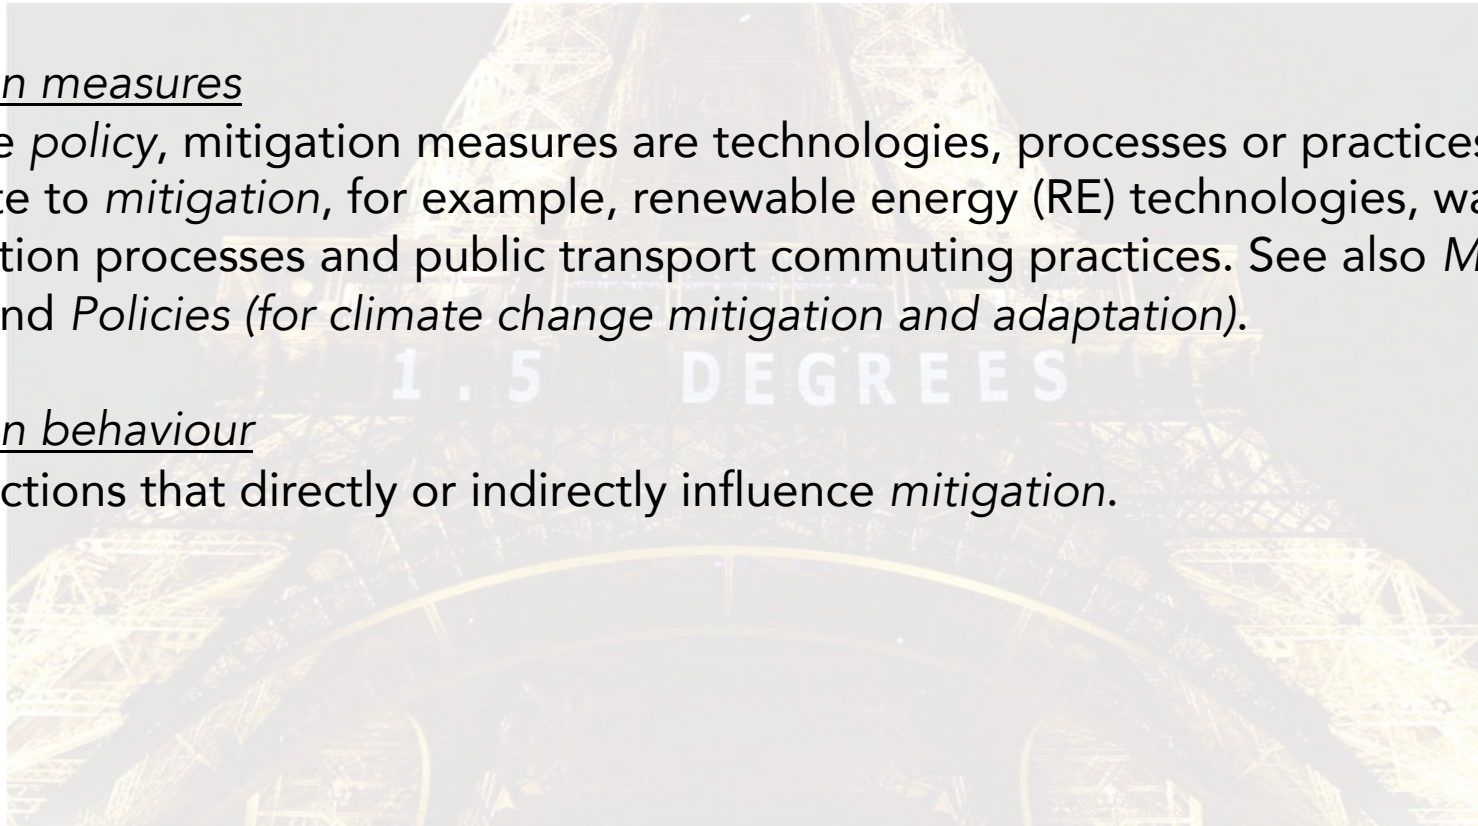 n measures
e policy, mitigation measures are technologies, processes or practices
te to mitigation, for example, renewable energy (RE) technologies, wa
tion processes and public transport commuting practices. See also M
nd Policies (for climate change mitigation and adaptation).
1.5 DEGREES
n behaviour
ctions that directly or indirectly influence mitigation.